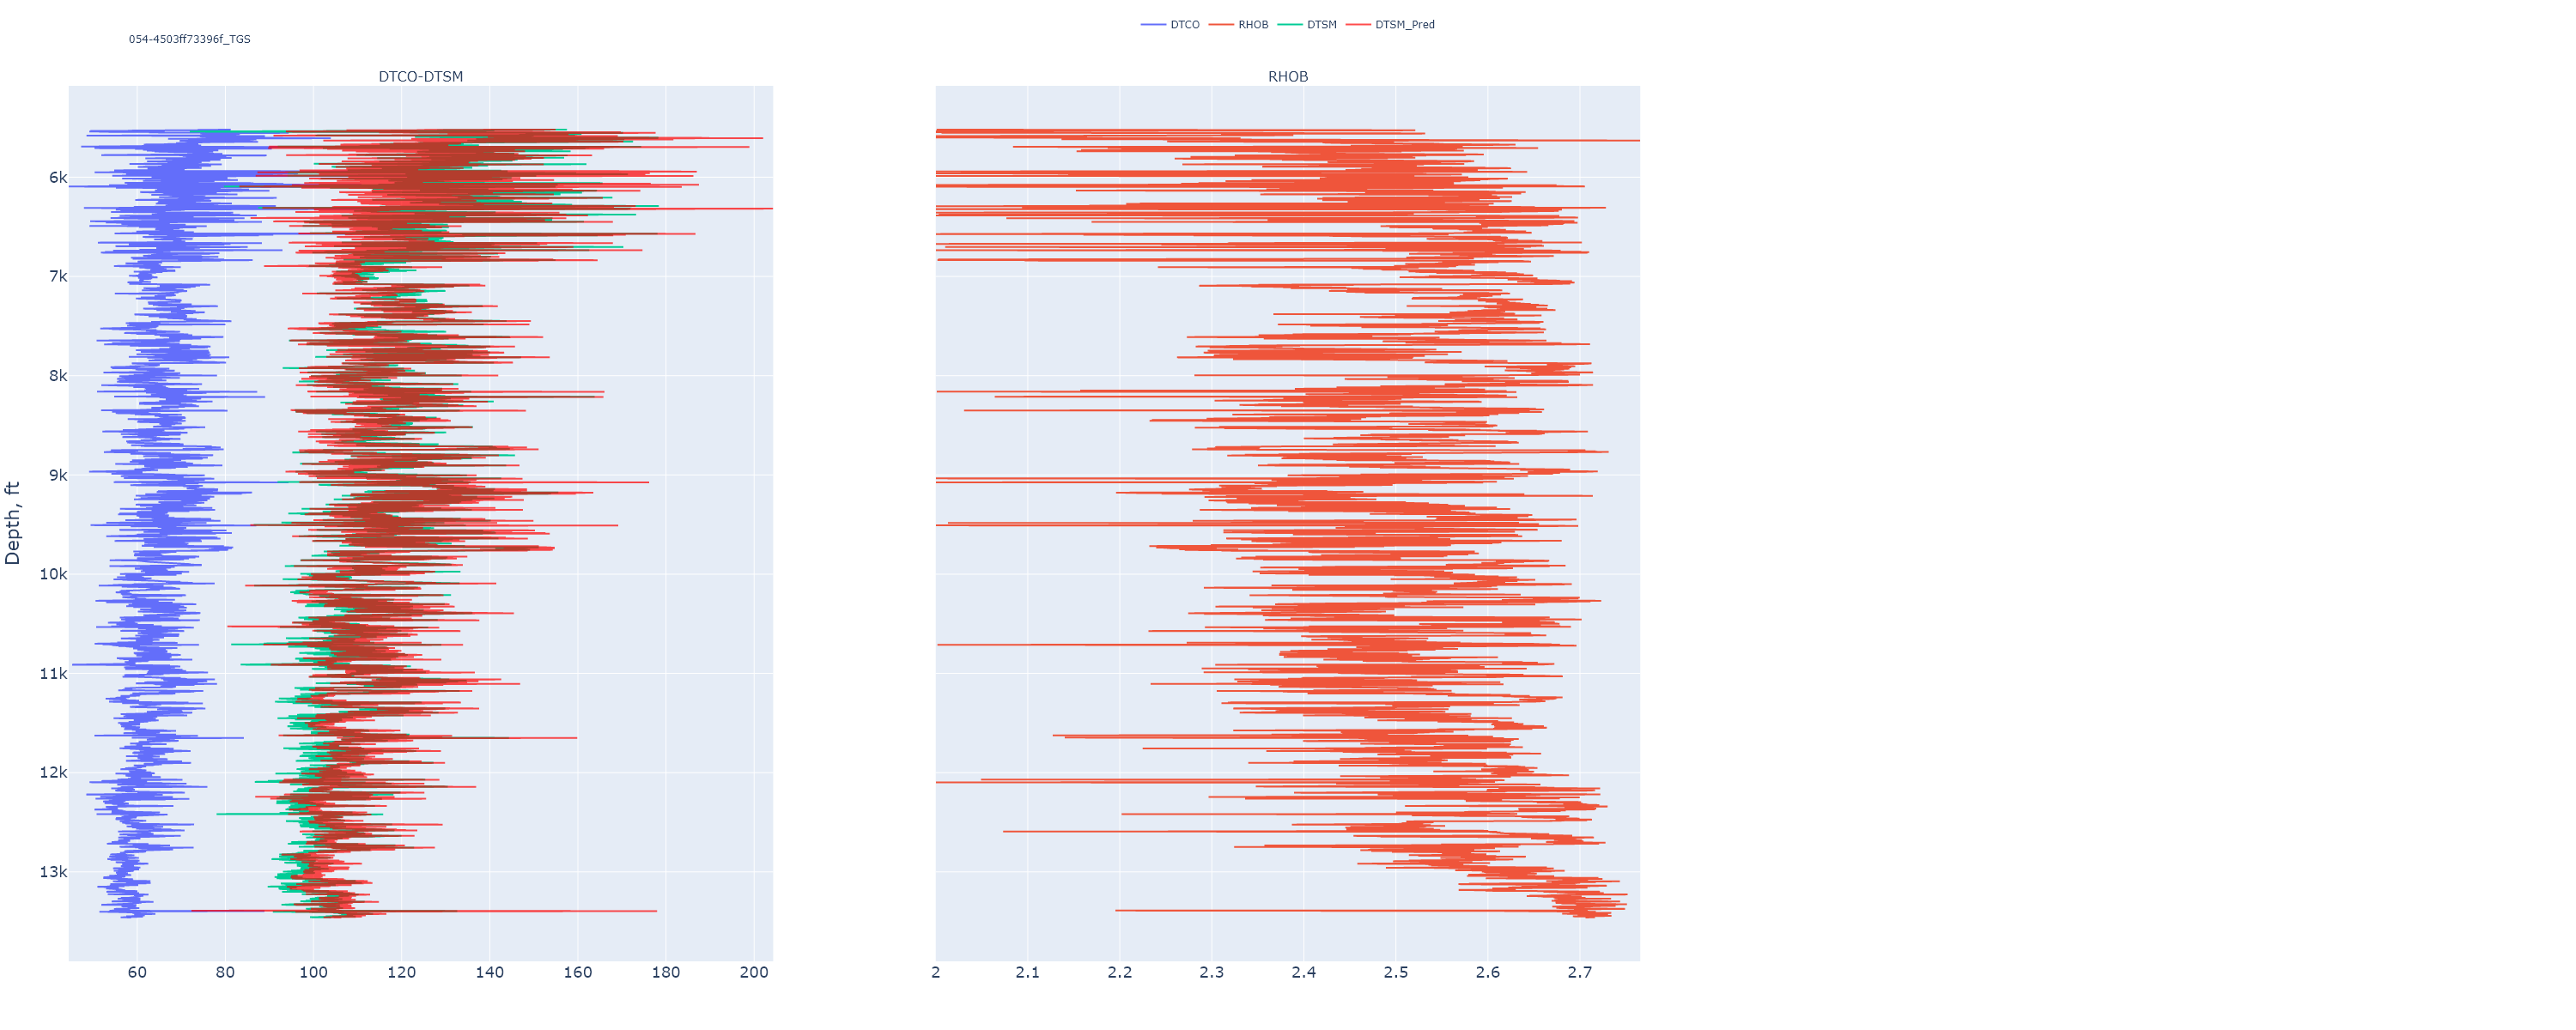 DTCO RHOB DTSM DTSM_Pred
054-4503ff73396f_TGS
DTCO-DTSM
RHOB
Depth, ft
6k
7k
8k
9k
10k
11k
12k
13k
60 80 100 120 140 160 180 200
2 2.1 2.2 2.3 2.4 2.5 2.6 2.7